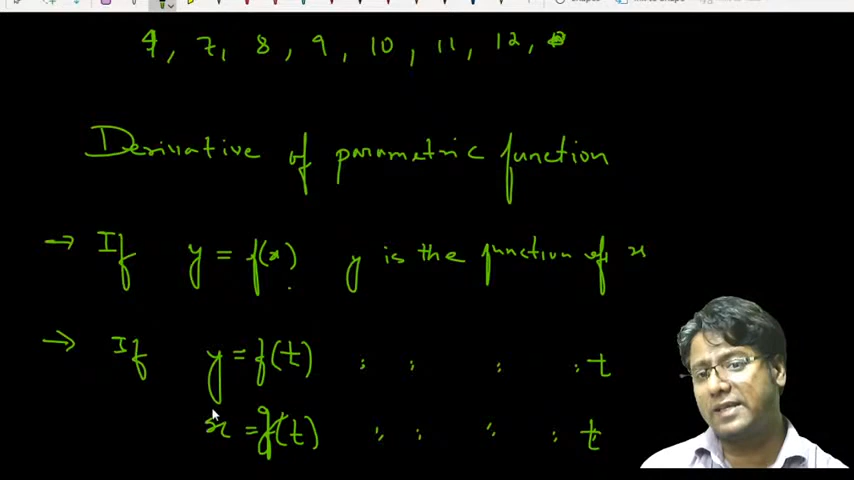 4, 7, 8, 9, 10, 11, 12,
Derivative of parametric function
→ If y = f(x) y is the function of x
→ If y = f(t) : : : : t
x = g(t) : : : : t